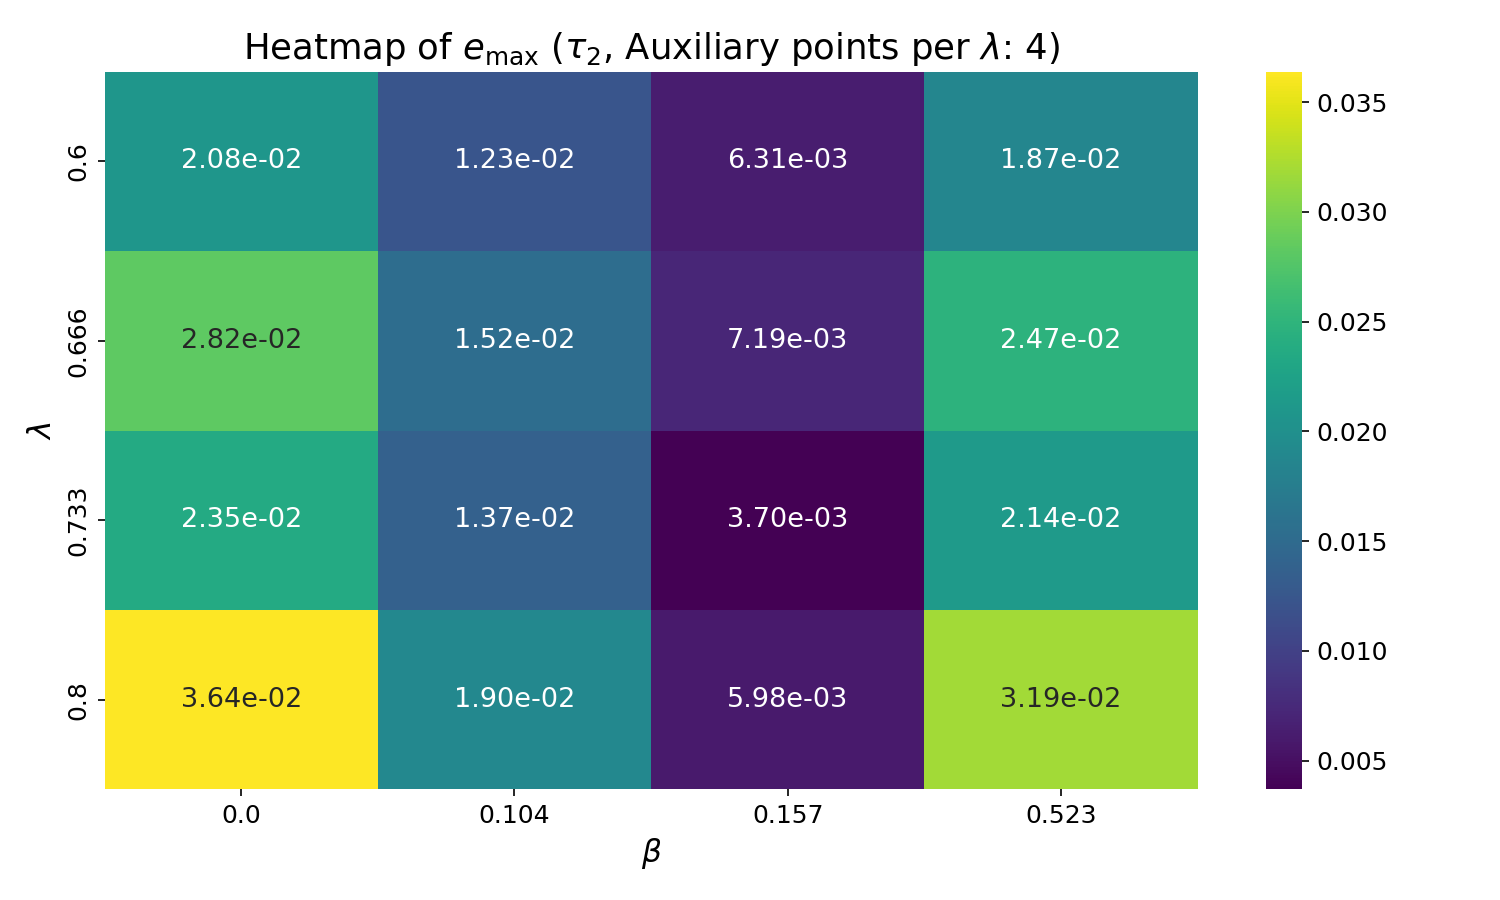 Heatmap of e_max (τ_2, Auxiliary points per λ: 4)
0.6 2.08e-02 1.23e-02 6.31e-03 1.87e-02
0.666 2.82e-02 1.52e-02 7.19e-03 2.47e-02
0.733 2.35e-02 1.37e-02 3.70e-03 2.14e-02
0.8 3.64e-02 1.90e-02 5.98e-03 3.19e-02
λ
0.0 0.104 0.157 0.523
β
0.035
0.030
0.025
0.020
0.015
0.010
0.005